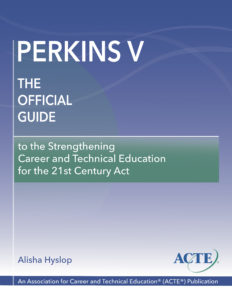 PERKINS V
THE
OFFICIAL
GUIDE
to the Strengthening
Career and Technical Education
for the 21st Century Act
Alisha Hyslop
ACTE
An Association for Career and Technical Education® (ACTE®) Publication